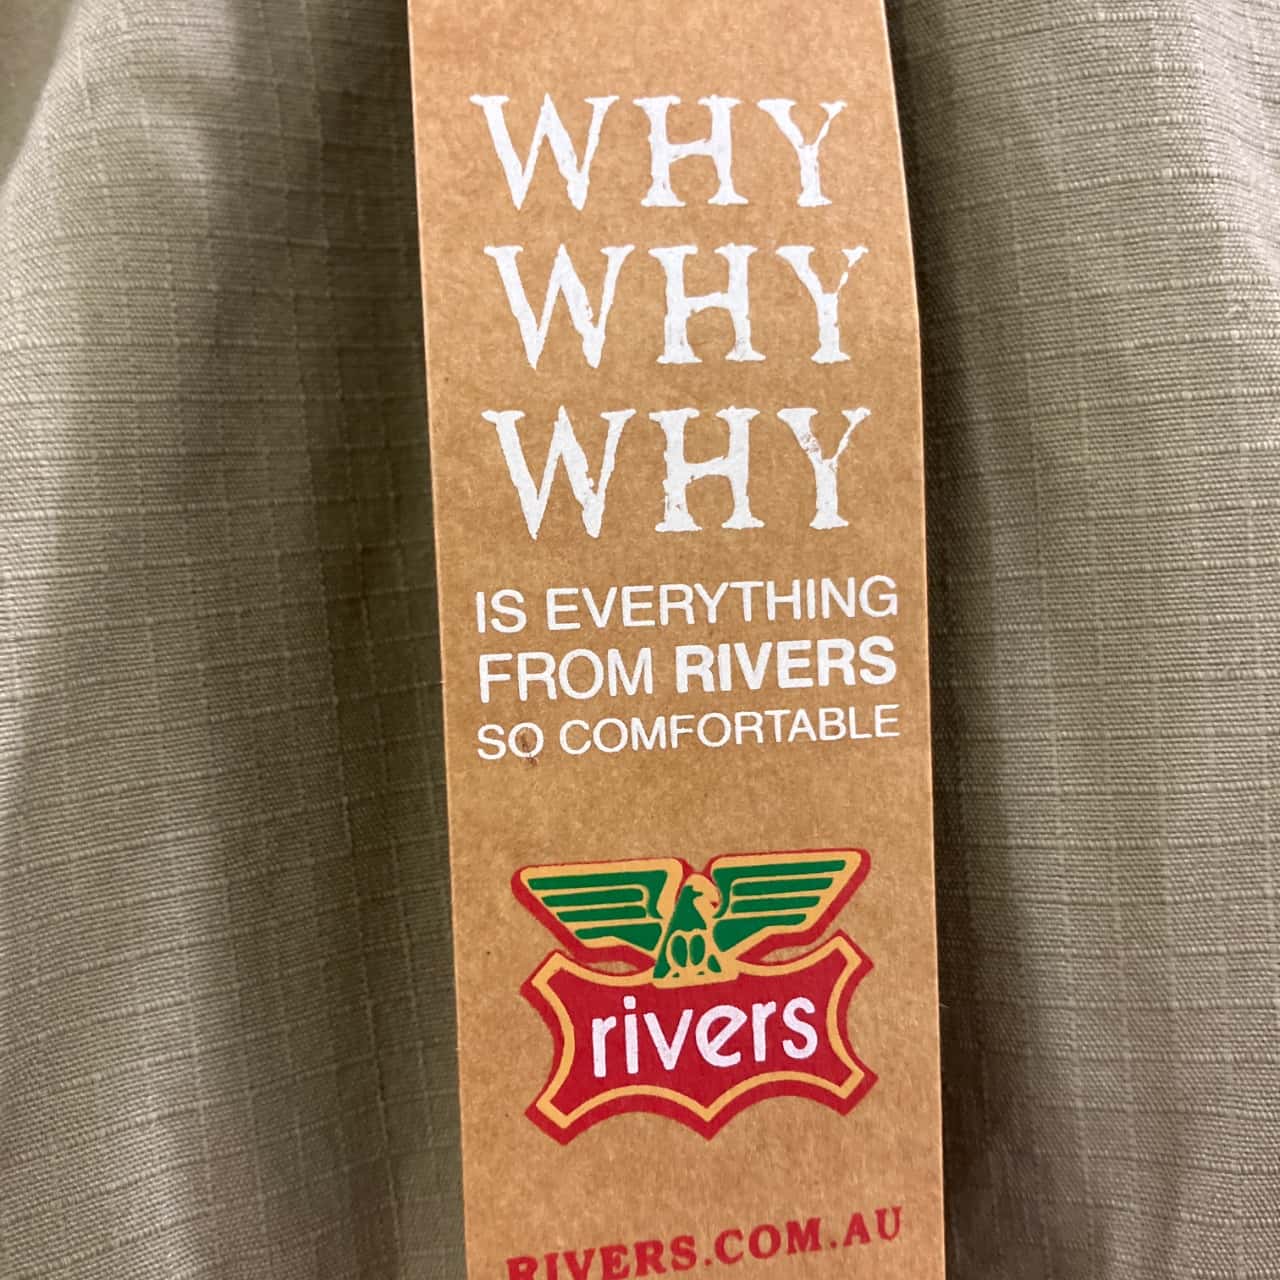 WHY
WHY
WHY
IS EVERYTHING
FROM RIVERS
SO COMFORTABLE
rivers
RIVERS.COM.AU